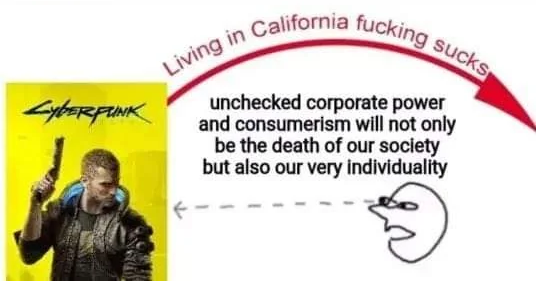 Living in California fucking sucks
CYBERPUNK
unchecked corporate power
and consumerism will not only
be the death of our society
but also our very individuality